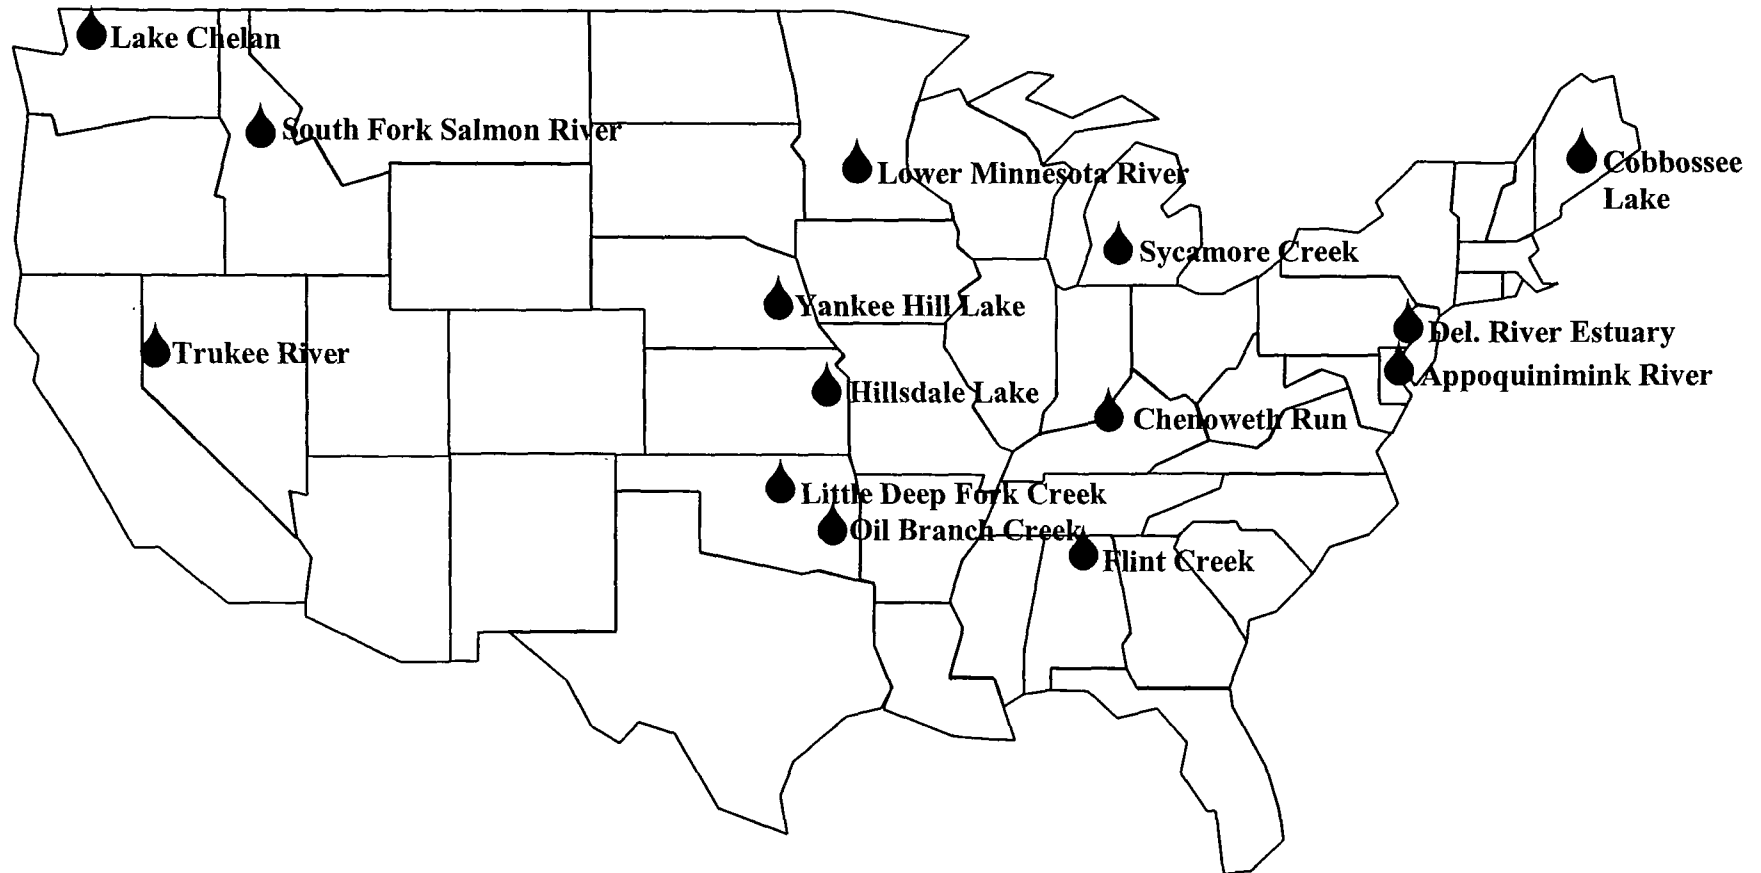 Lake Chelan
South Fork Salmon River
Lower Minnesota River
Cobbossee
Lake
Sycamore Creek
Yankee Hill Lake
Del. River Estuary
Trukee River
Appoquinimink River
Hillsdale Lake
Chenoweth Run
Little Deep Fork Creek
Oil Branch Creek
Flint Creek